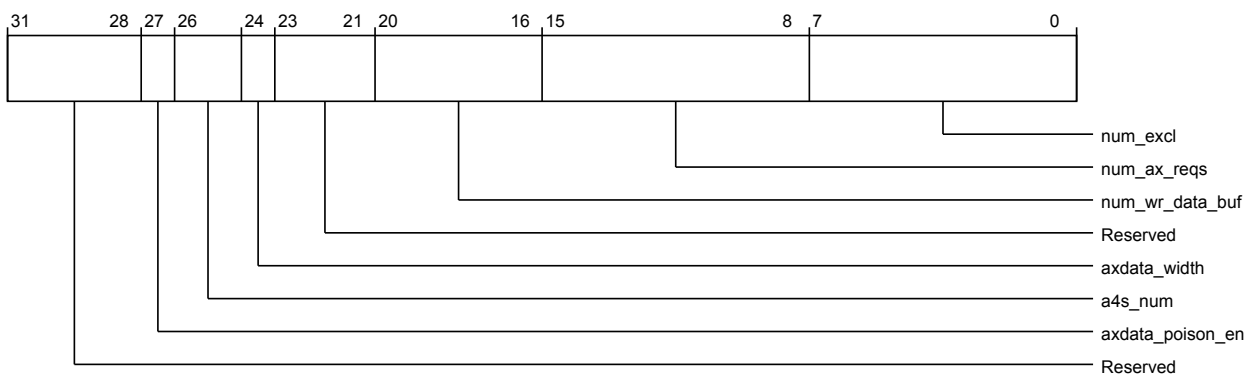 31 28 27 26 24 23 21 20 16 15 8 7 0
num_excl
num_ax_reqs
num_wr_data_buf
Reserved
axdata_width
a4s_num
axdata_poison_en
Reserved